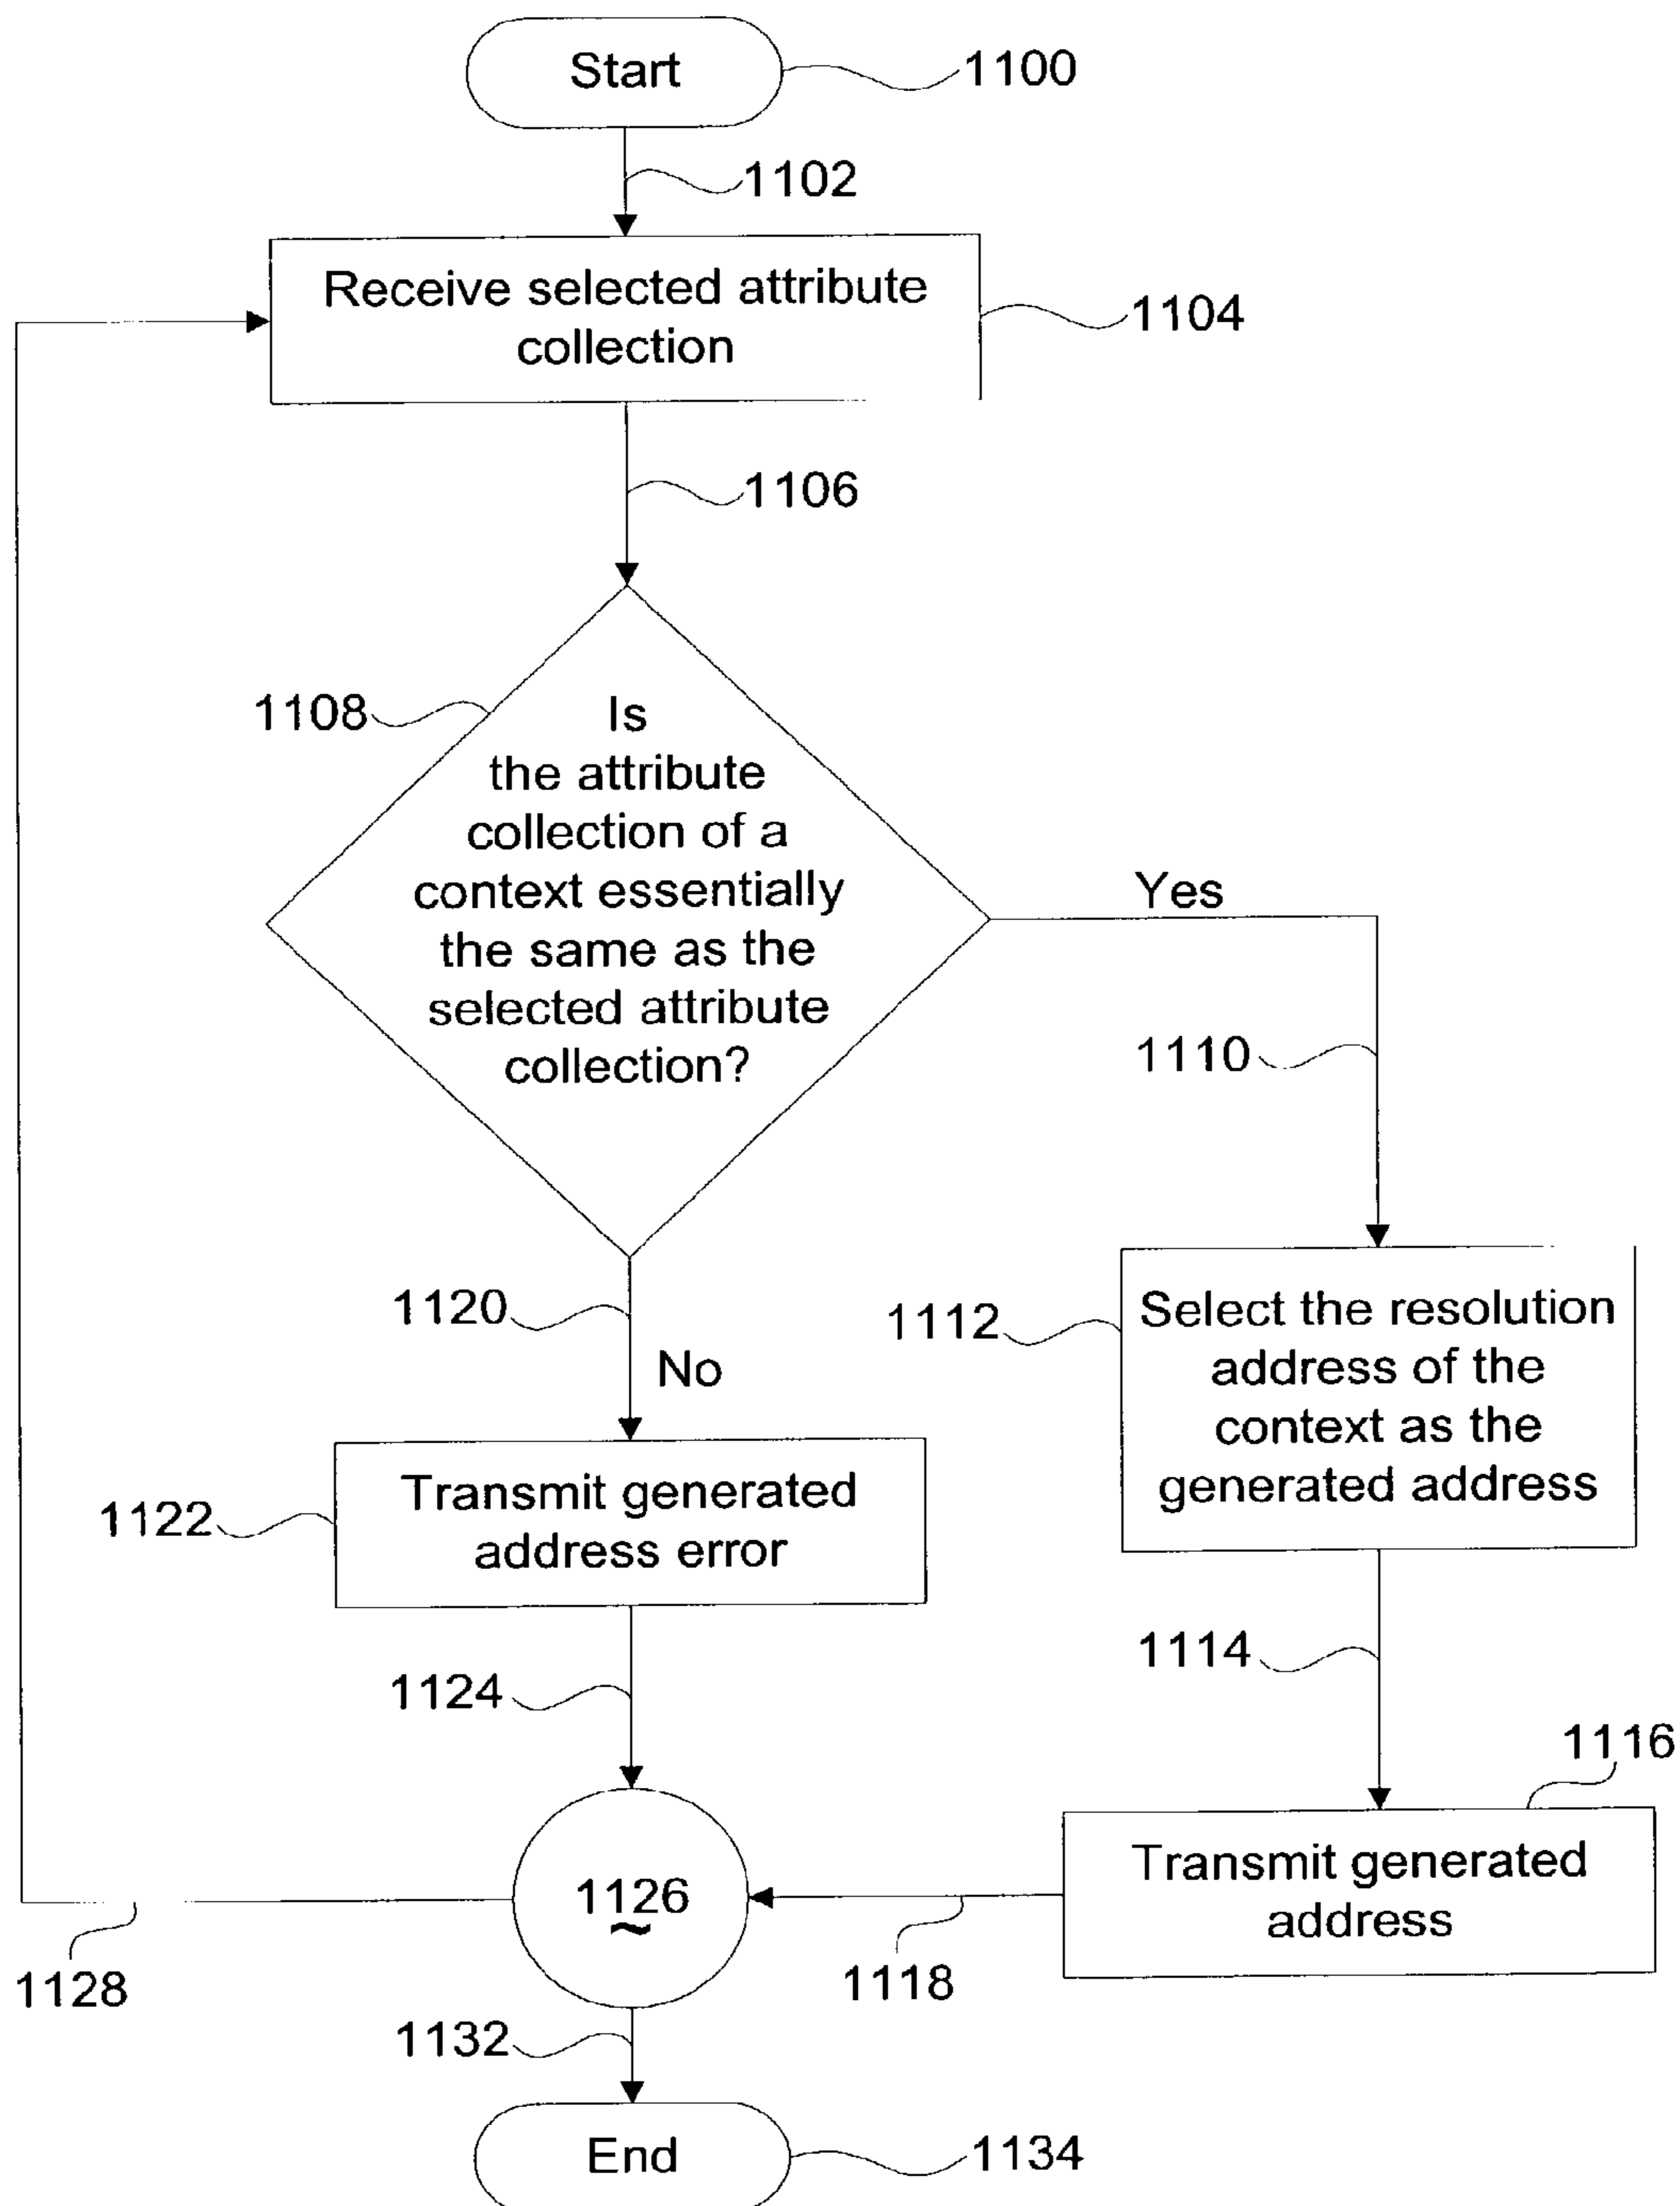 Start
1100
1102
Receive selected attribute
collection
1104
1106
1108
Is
the attribute
collection of a
context essentially
the same as the
selected attribute
collection?
Yes
1110
1120
No
1112
Select the resolution
address of the
context as the
generated address
1122
Transmit generated
address error
1114
1124
1116
Transmit generated
address
1126
1118
1128
1132
End
1134